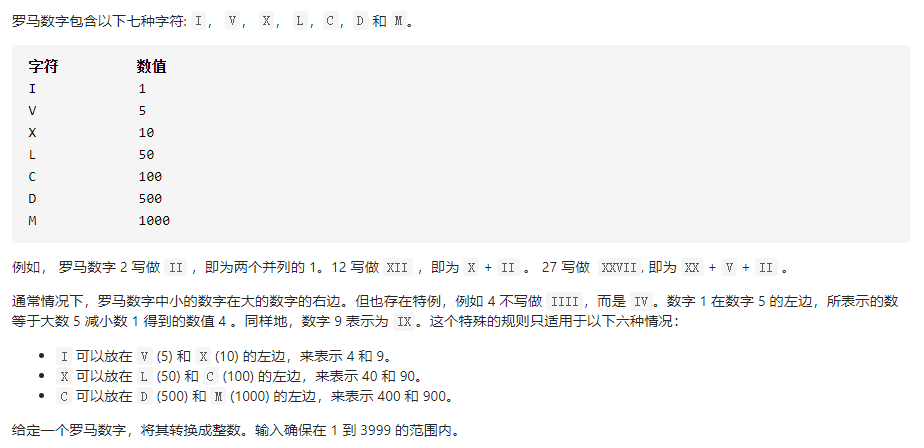 罗马数字包含以下七种字符: I， V， X， L，C，D 和 M。
字符 数值
I 1
V 5
X 10
L 50
C 100
D 500
M 1000
例如， 罗马数字 2 写做 II ，即为两个并列的 1。12 写做 XII ，即为 X + II 。 27 写做 XXVII, 即为 XX + V + II 。
通常情况下，罗马数字中小的数字在大的数字的右边。但也存在特例，例如 4 不写做 IIII，而是 IV。数字 1 在数字 5 的左边，所表示的数
等于大数 5 减小数 1 得到的数值 4 。同样地，数字 9 表示为 IX。这个特殊的规则只适用于以下六种情况：
• I 可以放在 V (5) 和 X (10) 的左边，来表示 4 和 9。
• X 可以放在 L (50) 和 C (100) 的左边，来表示 40 和 90。
• C 可以放在 D (500) 和 M (1000) 的左边，来表示 400 和 900。
给定一个罗马数字，将其转换成整数。输入确保在 1 到 3999 的范围内。